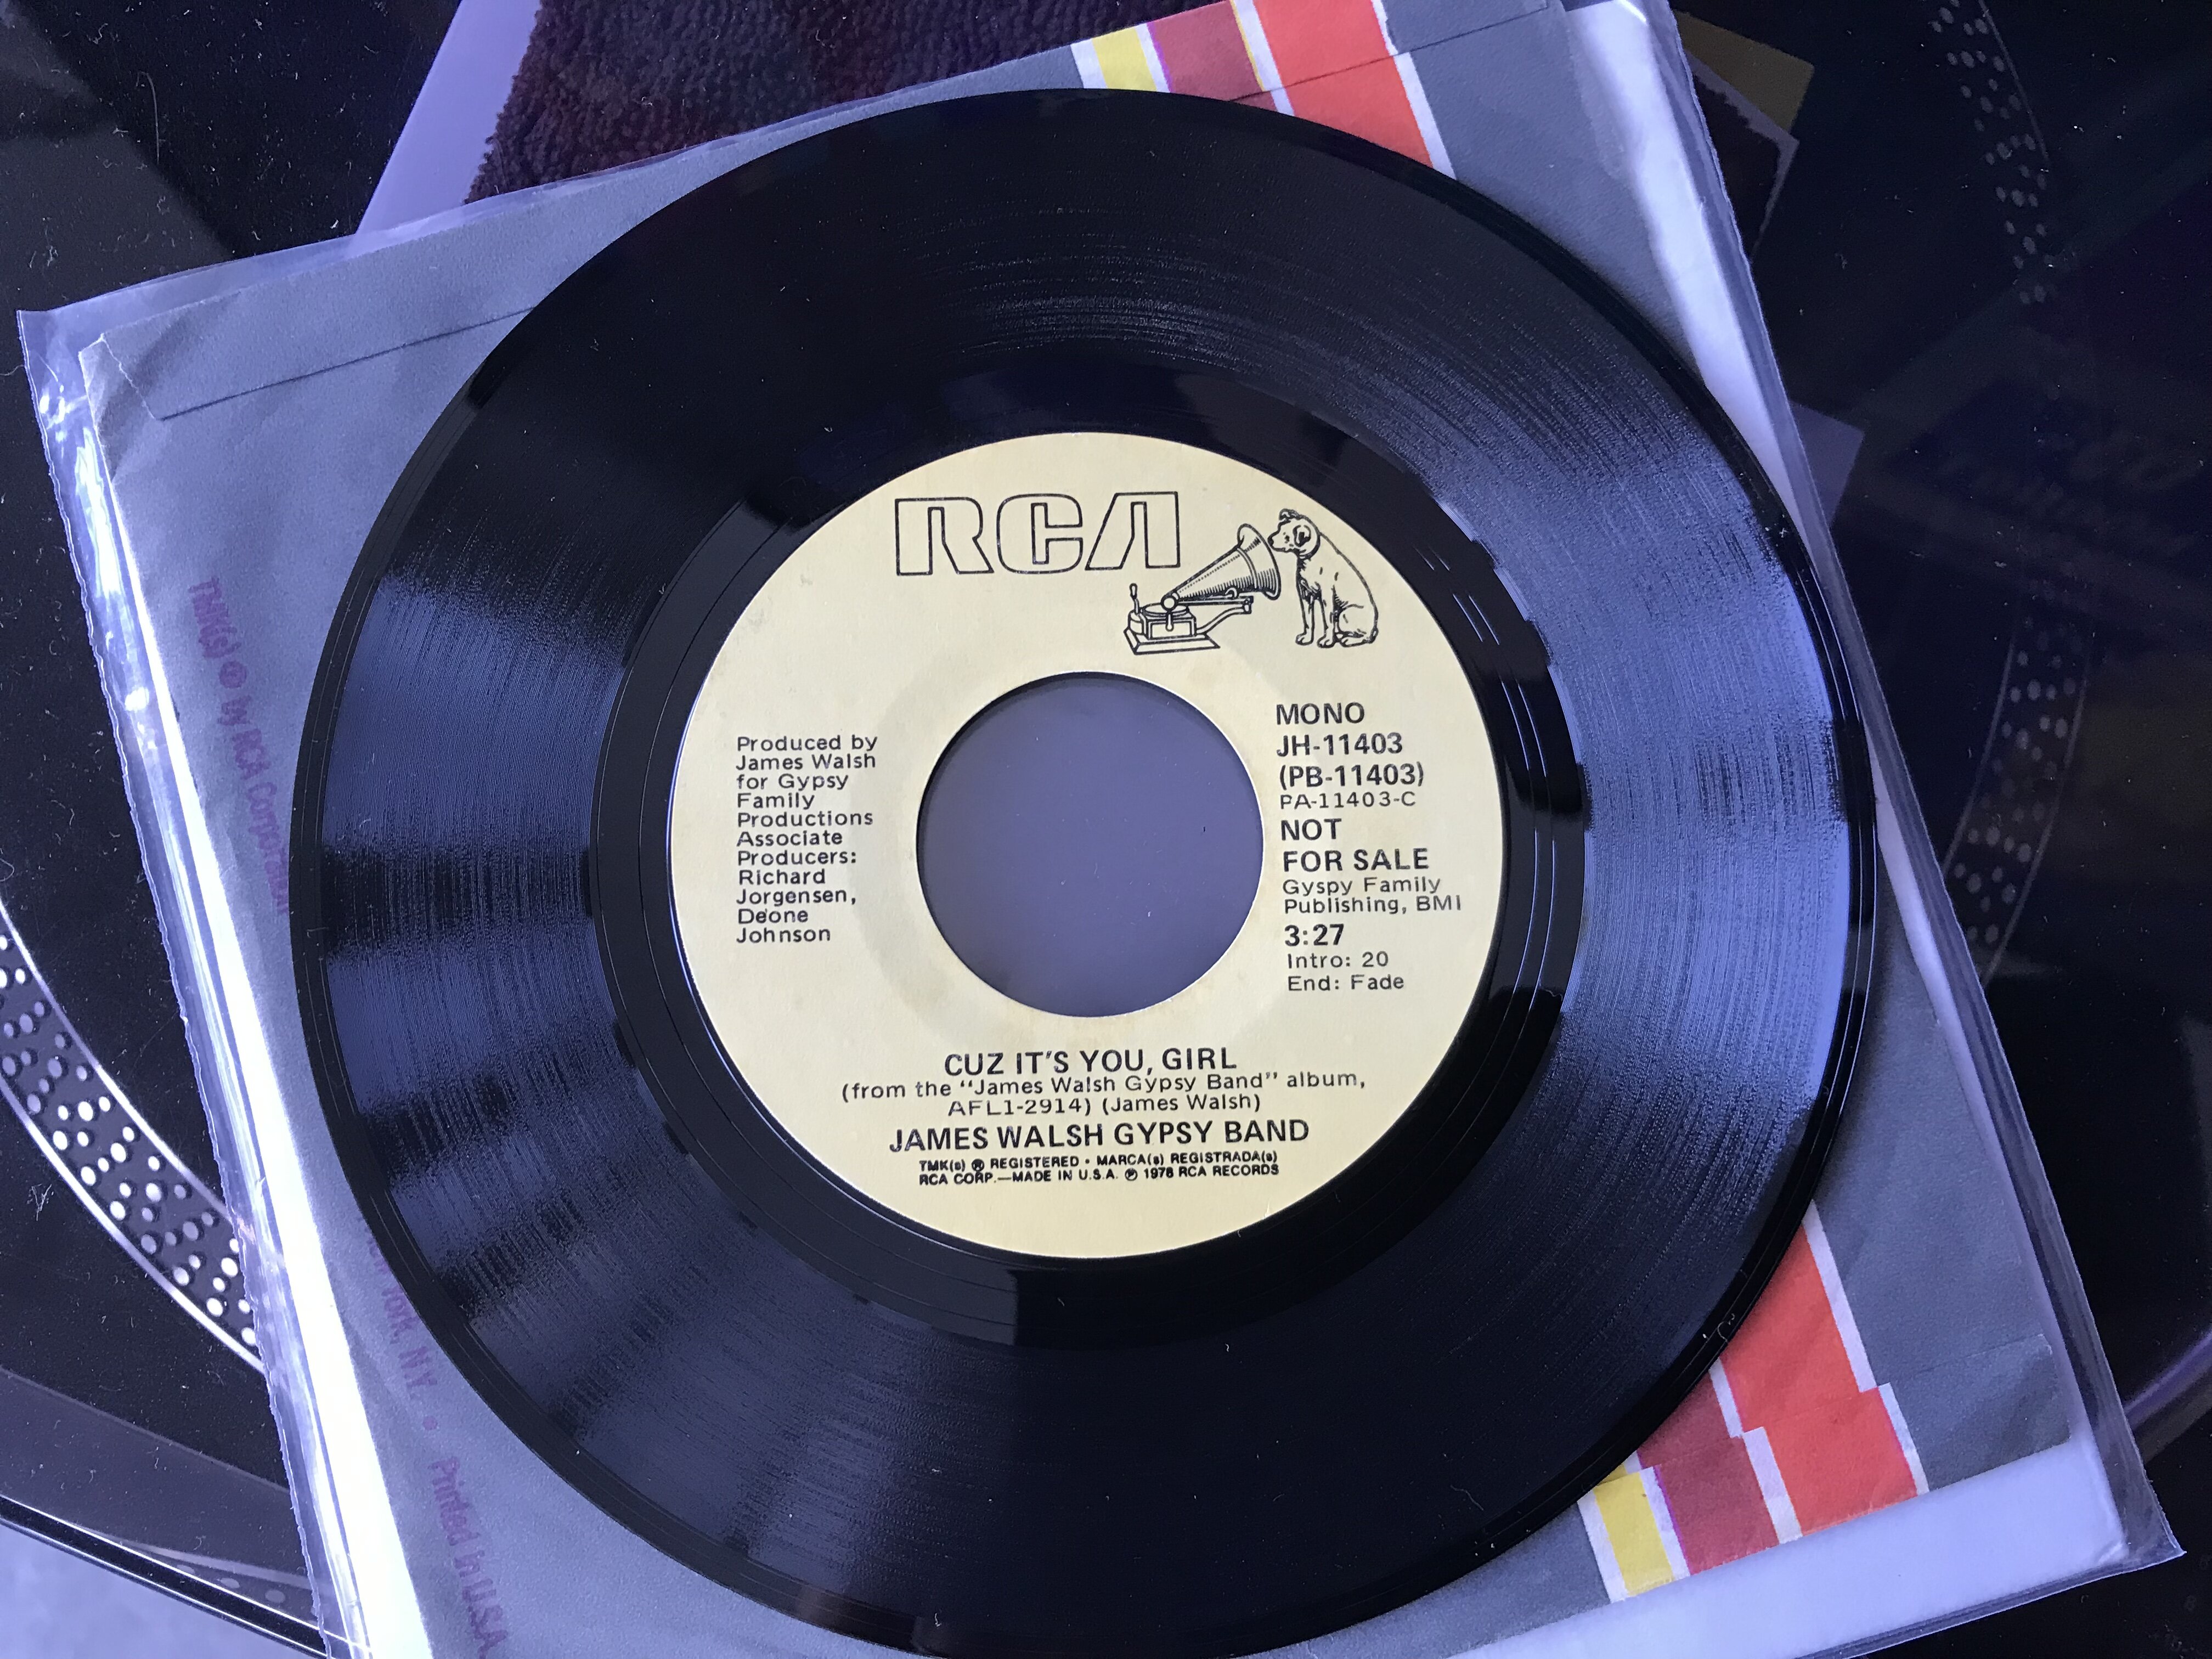 RCA
Produced by
James Walsh
for Gypsy
Family
Productions
Associate
Producers:
Richard
Jorgensen,
Deone
Johnson
MONO
JH-11403
(PB-11403)
PA-11403-C
NOT
FOR SALE
Gyspy Family
Publishing, BMI
3:27
Intro: 20
End: Fade
CUZ IT'S YOU, GIRL
(from the "James Walsh Gypsy Band" album,
AFL1-2914) (James Walsh)
JAMES WALSH GYPSY BAND
TMK(s) ® REGISTERED • MARCA(s) REGISTRADA(s)
RCA CORP.—MADE IN U.S.A. ℗ 1978 RCA RECORDS
TMK(s) ® by RCA Corporation
NY. • Printed in U.S.A.